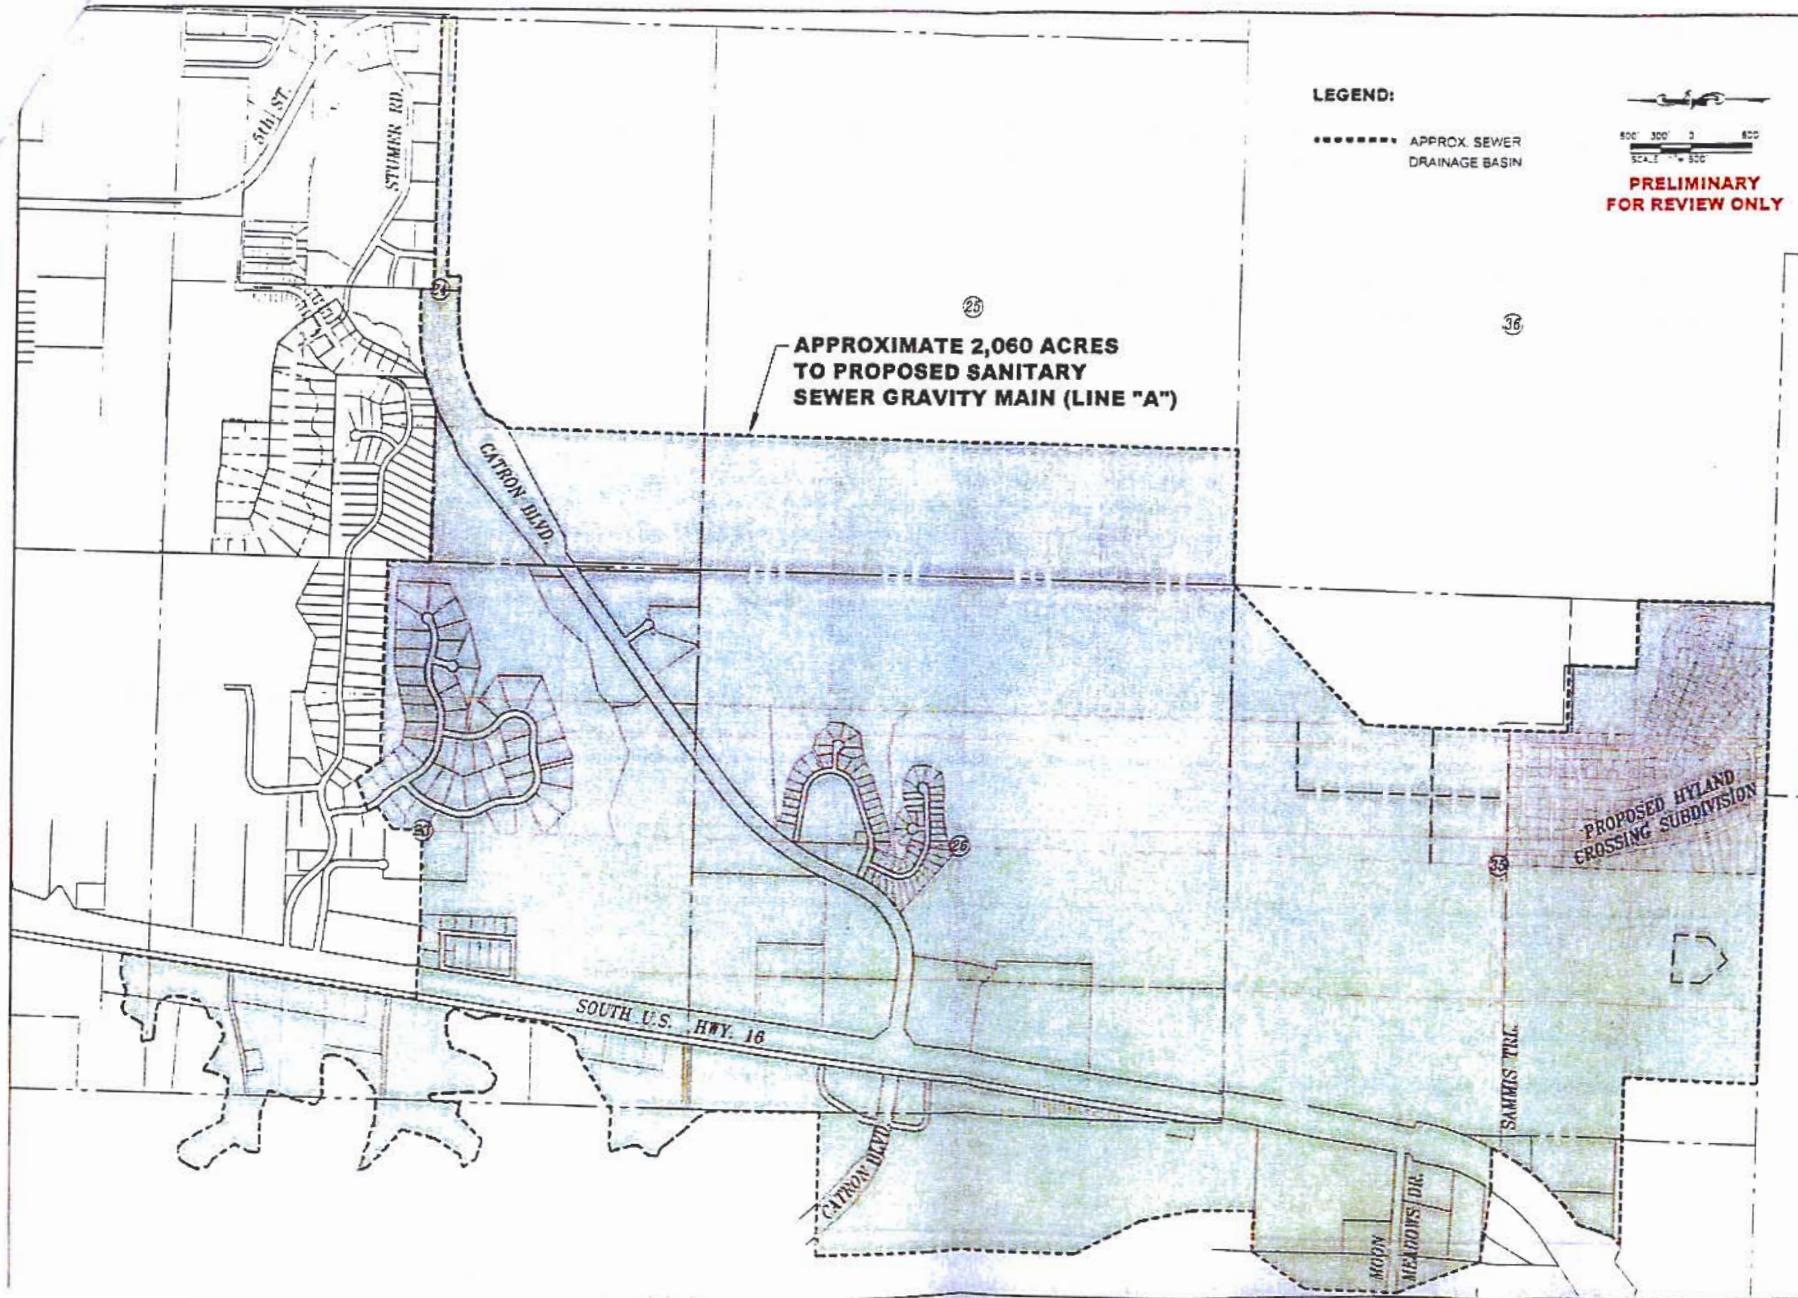 LEGEND:
APPROX. SEWER
DRAINAGE BASIN
PRELIMINARY
FOR REVIEW ONLY
5th ST.
STUMER RD.
24
25
36
APPROXIMATE 2,060 ACRES
TO PROPOSED SANITARY
SEWER GRAVITY MAIN (LINE "A")
CATRON BLVD.
PROPOSED HYLAND
CROSSING SUBDIVISION
26
35
SOUTH U.S. HWY. 16
SAMMIS TRL.
CATRON BLVD.
MOON
MEADOWS DR.